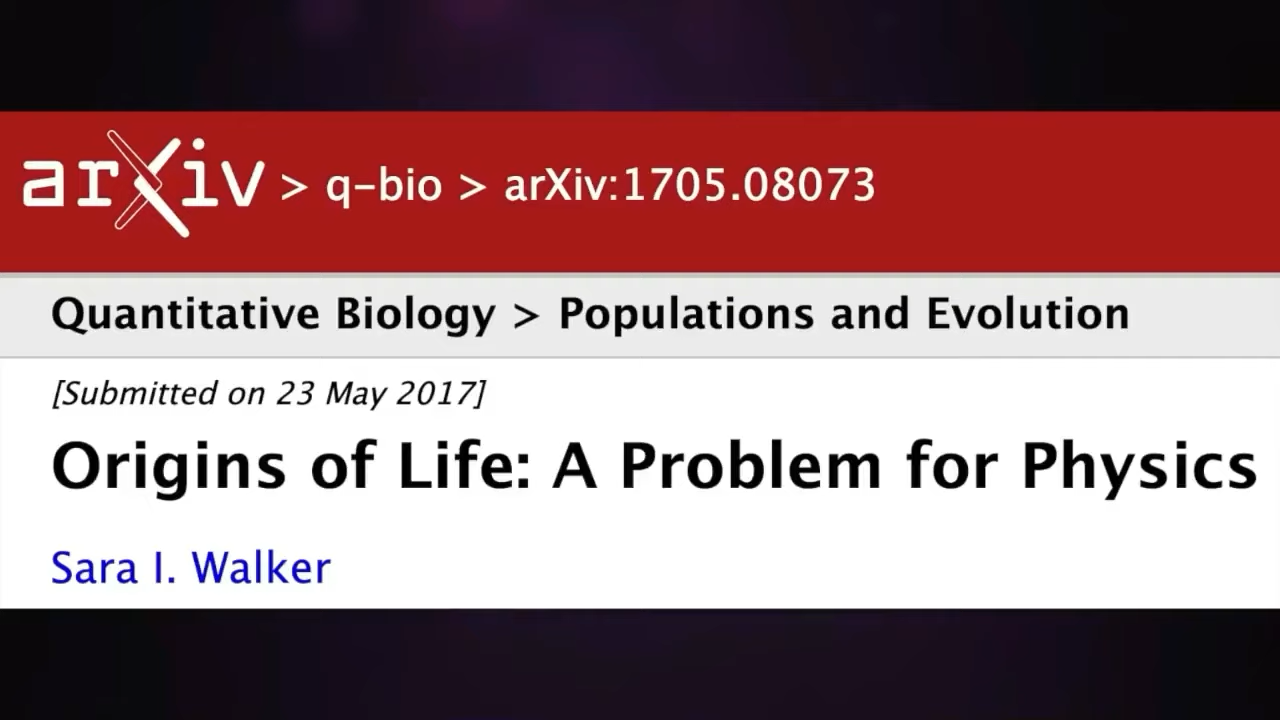 arXiv > q-bio > arXiv:1705.08073
Quantitative Biology > Populations and Evolution
[Submitted on 23 May 2017]
Origins of Life: A Problem for Physics
Sara I. Walker